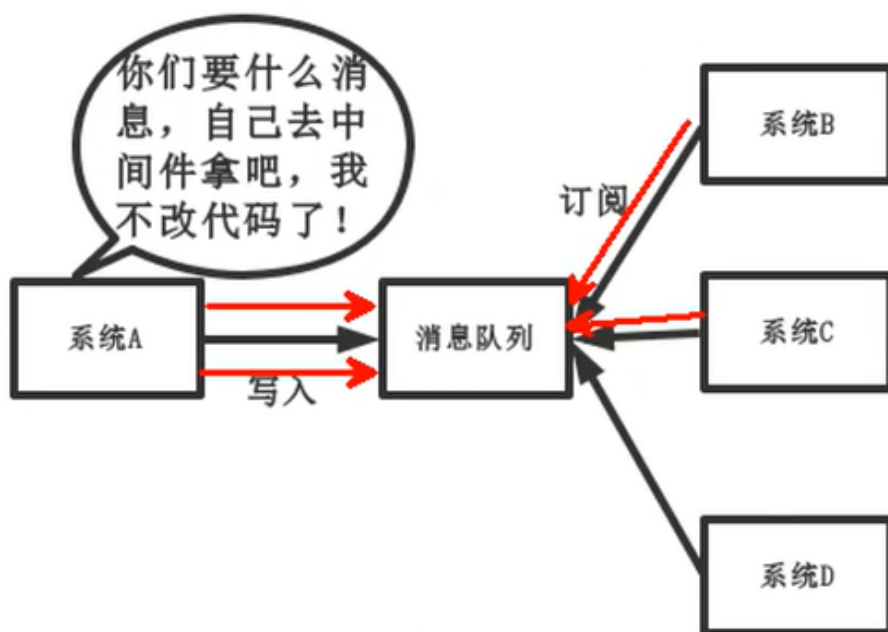 你们要什么消
息，自己去中
间件拿吧，我
不改代码了！
系统B
订阅
系统A
消息队列
系统C
写入
系统D